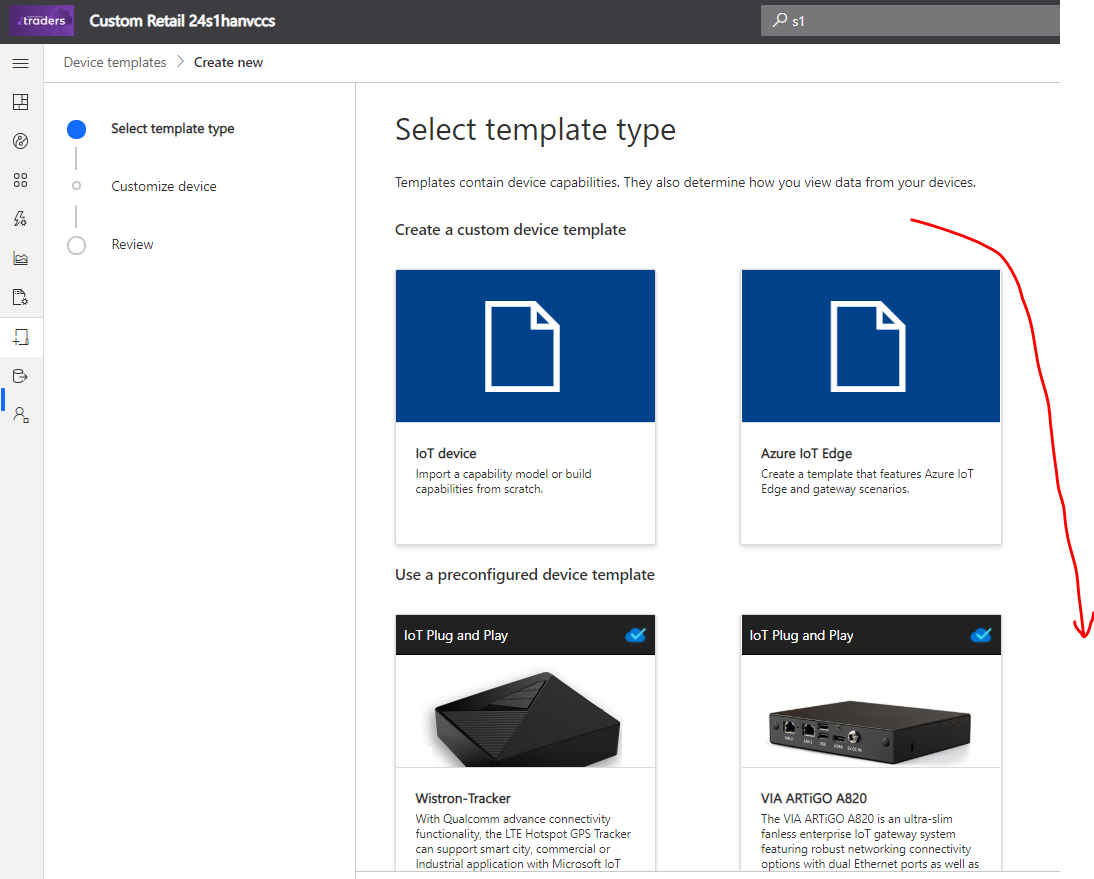 traders
Custom Retail 24s1hanvccs
s1
Device templates > Create new
Select template type
Customize device
Review
Select template type
Templates contain device capabilities. They also determine how you view data from your devices.
Create a custom device template
IoT device
Import a capability model or build
capabilities from scratch.
Azure IoT Edge
Create a template that features Azure IoT
Edge and gateway scenarios.
Use a preconfigured device template
IoT Plug and Play
Wistron-Tracker
With Qualcomm advance connectivity
functionality, the LTE Hotspot GPS Tracker
can support smart city, commercial or
Industrial application with Microsoft IoT
IoT Plug and Play
VIA ARTiGO A820
The VIA ARTiGO A820 is an ultra-slim
fanless enterprise IoT gateway system
featuring robust networking connectivity
options with dual Ethernet ports as well as